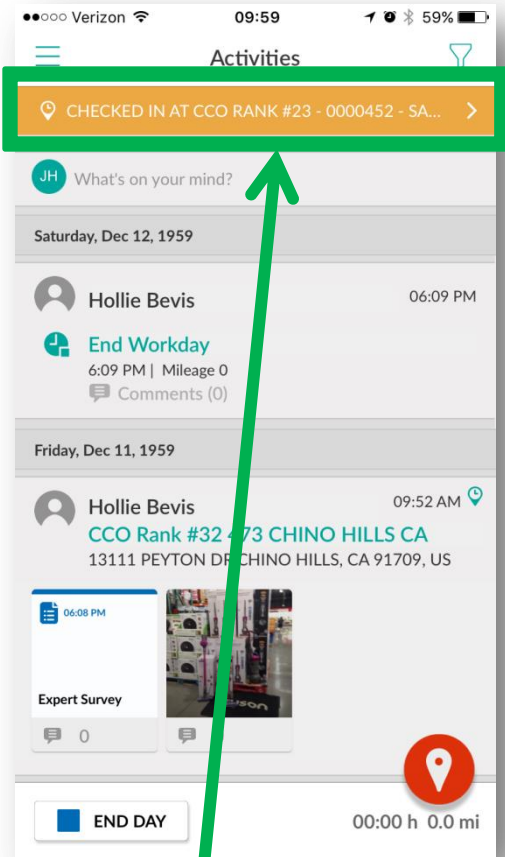 ●●○○○ Verizon 09:59 59%
Activities
CHECKED IN AT CCO RANK #23 - 0000452 - SA...
JH What's on your mind?
Saturday, Dec 12, 1959
Hollie Bevis 06:09 PM
End Workday
6:09 PM | Mileage 0
Comments (0)
Friday, Dec 11, 1959
Hollie Bevis 09:52 AM
CCO Rank #32 473 CHINO HILLS CA
13111 PEYTON DR CHINO HILLS, CA 91709, US
06:08 PM
Expert Survey
0
END DAY 00:00 h 0.0 mi